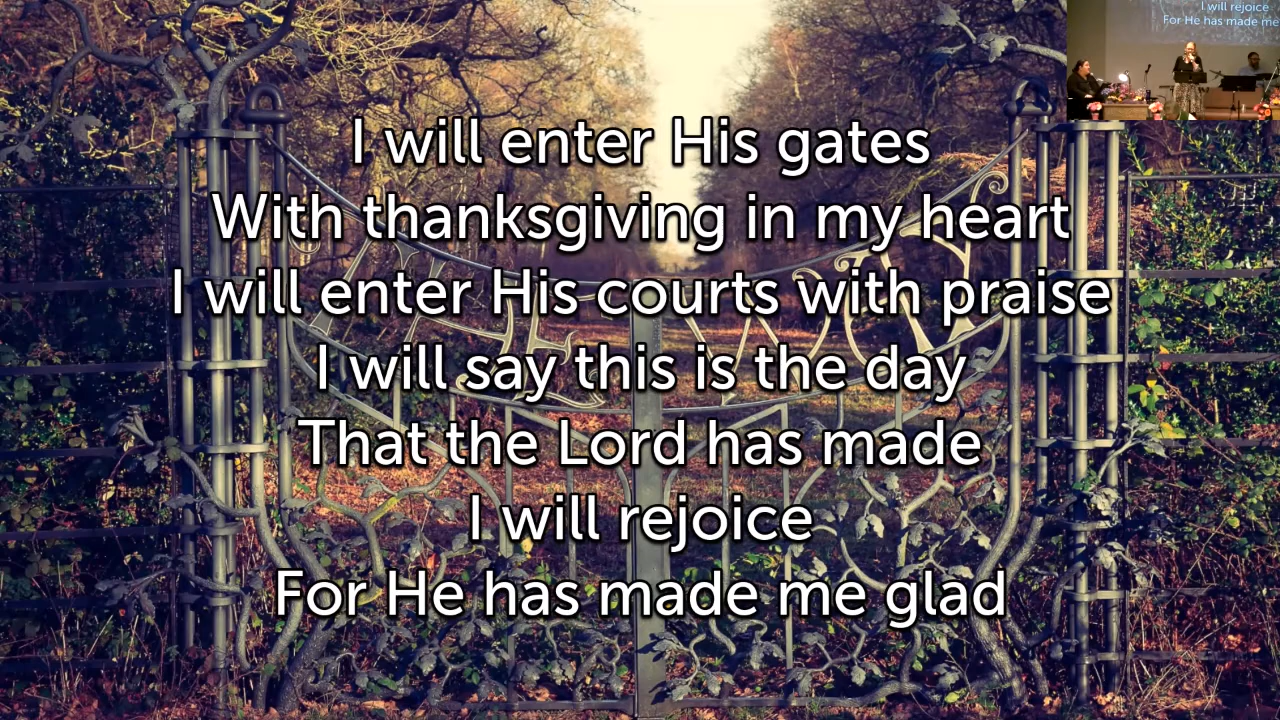 I will rejoice
For He has made me
I will enter His gates
With thanksgiving in my heart
I will enter His courts with praise
I will say this is the day
That the Lord has made
I will rejoice
For He has made me glad